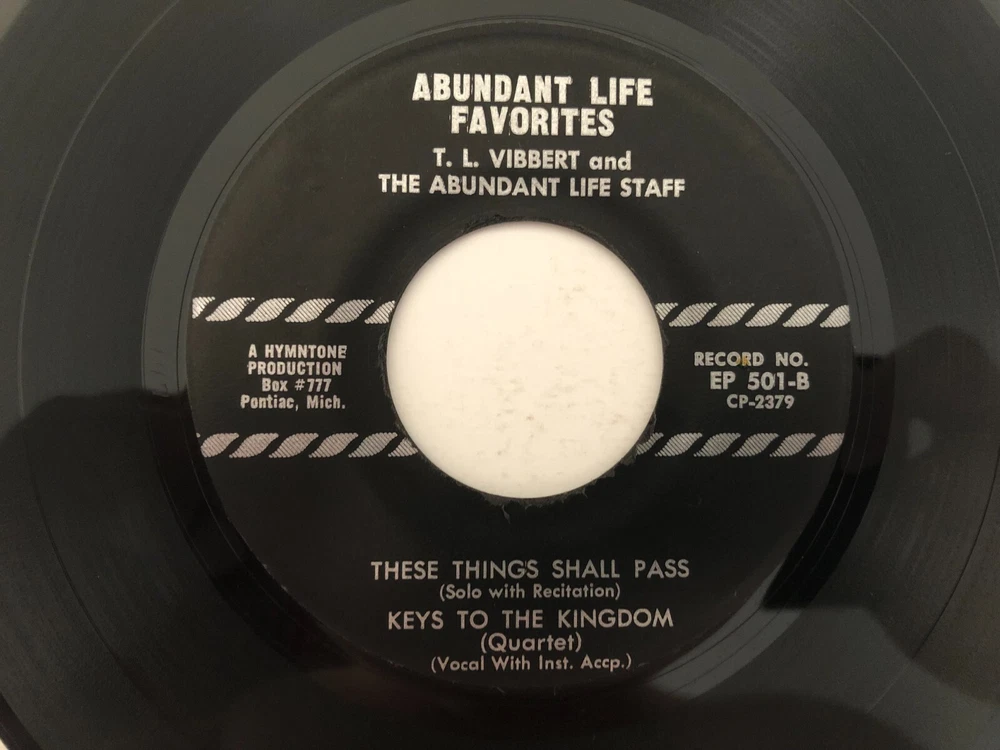 ABUNDANT LIFE
FAVORITES
T. L. VIBBERT and
THE ABUNDANT LIFE STAFF
A HYMNTONE
PRODUCTION
Box #777
Pontiac, Mich.
RECORD NO.
EP 501-B
CP-2379
THESE THINGS SHALL PASS
(Solo with Recitation)
KEYS TO THE KINGDOM
(Quartet)
(Vocal With Inst. Accp.)